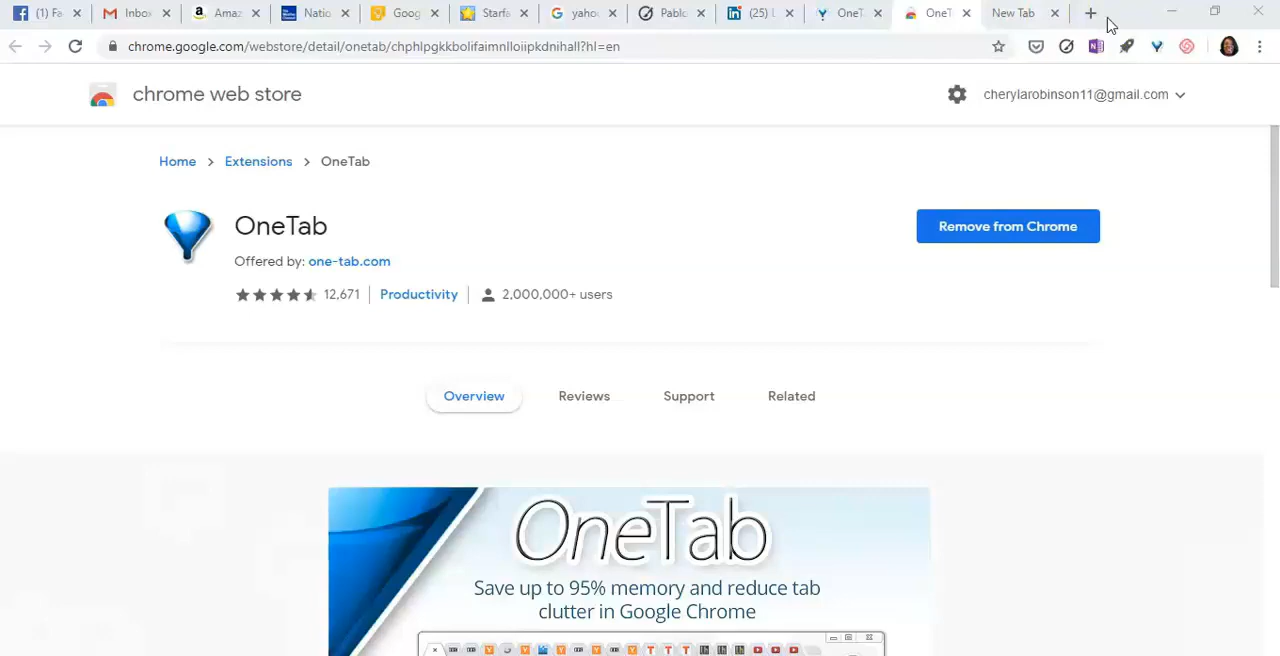 (1) Fa Inbo Amaz Natio Goog Starfa yaho Pablo (25) L OneT OneT New Tab
chrome.google.com/webstore/detail/onetab/chphlpgkkbolifaimnlloiipkdnihall?hl=en
chrome web store cherylarobinson11@gmail.com
Home > Extensions > OneTab
OneTab
Remove from Chrome
Offered by: one-tab.com
12,671 Productivity 2,000,000+ users
Overview Reviews Support Related
OneTab
Save up to 95% memory and reduce tab
clutter in Google Chrome